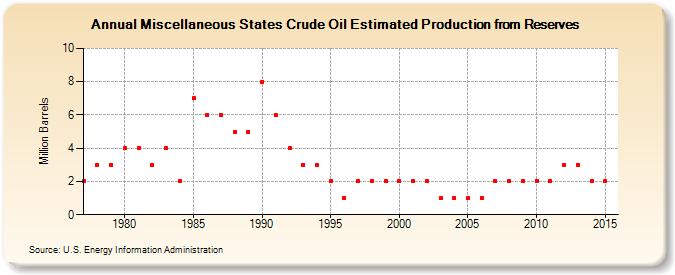 Annual Miscellaneous States Crude Oil Estimated Production from Reserves
Million Barrels
10
8
6
4
2
0
1980 1985 1990 1995 2000 2005 2010 2015
Source: U.S. Energy Information Administration